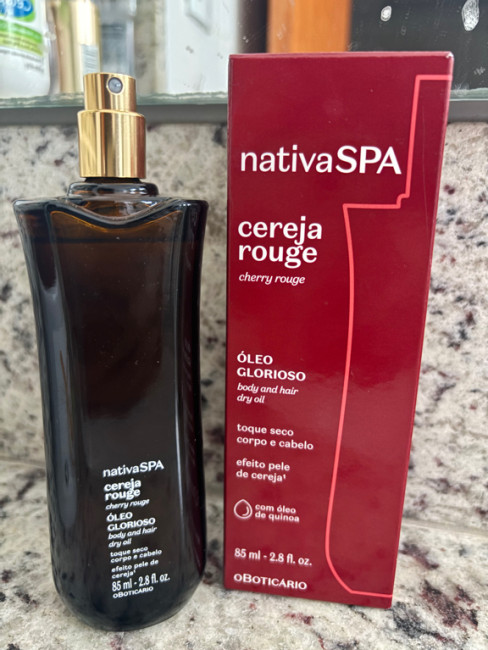 nativaSPA
cereja
rouge
cherry rouge
ÓLEO
GLORIOSO
body and hair
dry oil
toque seco
corpo e cabelo
efeito pele de
cereja¹
85 ml - 2.8 fl. oz.
OBOTICÁRIO
nativaSPA
cereja
rouge
cherry rouge
ÓLEO
GLORIOSO
body and hair
dry oil
toque seco
corpo e cabelo
efeito pele
de cereja¹
com óleo
de quinoa
85 ml - 2.8 fl. oz.
OBOTICÁRIO